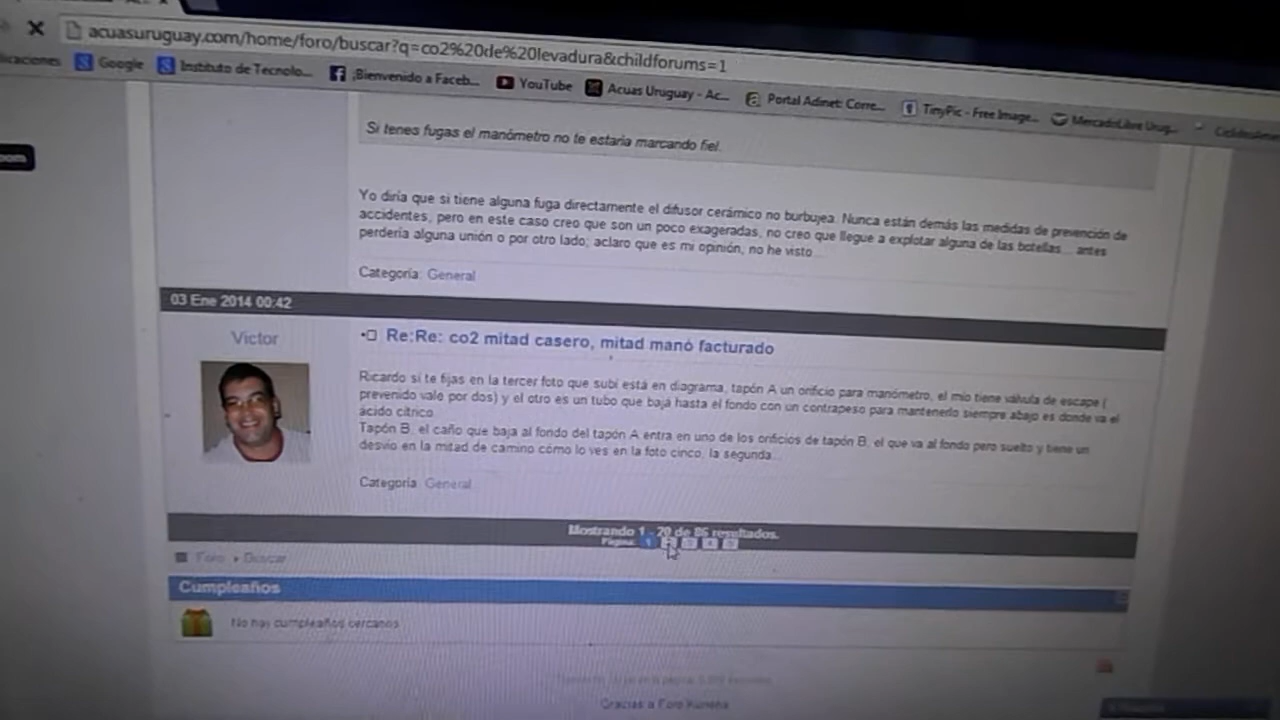 acuasuruguay.com/home/foro/buscar?q=co2%20de%20levadura&childforums=1
Google Instituto de Tecnolo... ¡Bienvenido a Faceb... YouTube Acuas Uruguay - Ac... Portal Adinet: Corre... TinyPic - Free Image... MercadoLibre Urug...
Si tenes fugas el manómetro no te estaria marcando fiel.
Yo diría que si tiene alguna fuga directamente el difusor cerámico no burbujea. Nunca están demás las medidas de prevención de
accidentes, pero en este caso creo que son un poco exageradas, no creo que llegue a explotar alguna de las botellas... antes
perdería alguna unión o por otro lado; aclaro que es mi opinión, no he visto...
Categoría: General
03 Ene 2014 00:42
Victor
Re:Re: co2 mitad casero, mitad manó facturado
Ricardo si te fijas en la tercer foto que subí está en diagrama, tapón A un orificio para manómetro, el mio tiene válvula de escape (
prevenido vale por dos) y el otro es un tubo que baja hasta el fondo con un contrapeso para mantenerlo siempre abajo es donde va el
ácido cítrico.
Tapón B, el caño que baja al fondo del tapón A entra en uno de los orificios de tapón B, el que va al fondo pero suelto y tiene un
desvio en la mitad de camino cómo lo ves en la foto cinco, la segunda...
Categoría: General
Mostrando 1 - 20 de 86 resultados.
Página: 1
Foro Buscar
Cumpleaños
No hay cumpleaños cercanos
Gracias a Foro Kunena